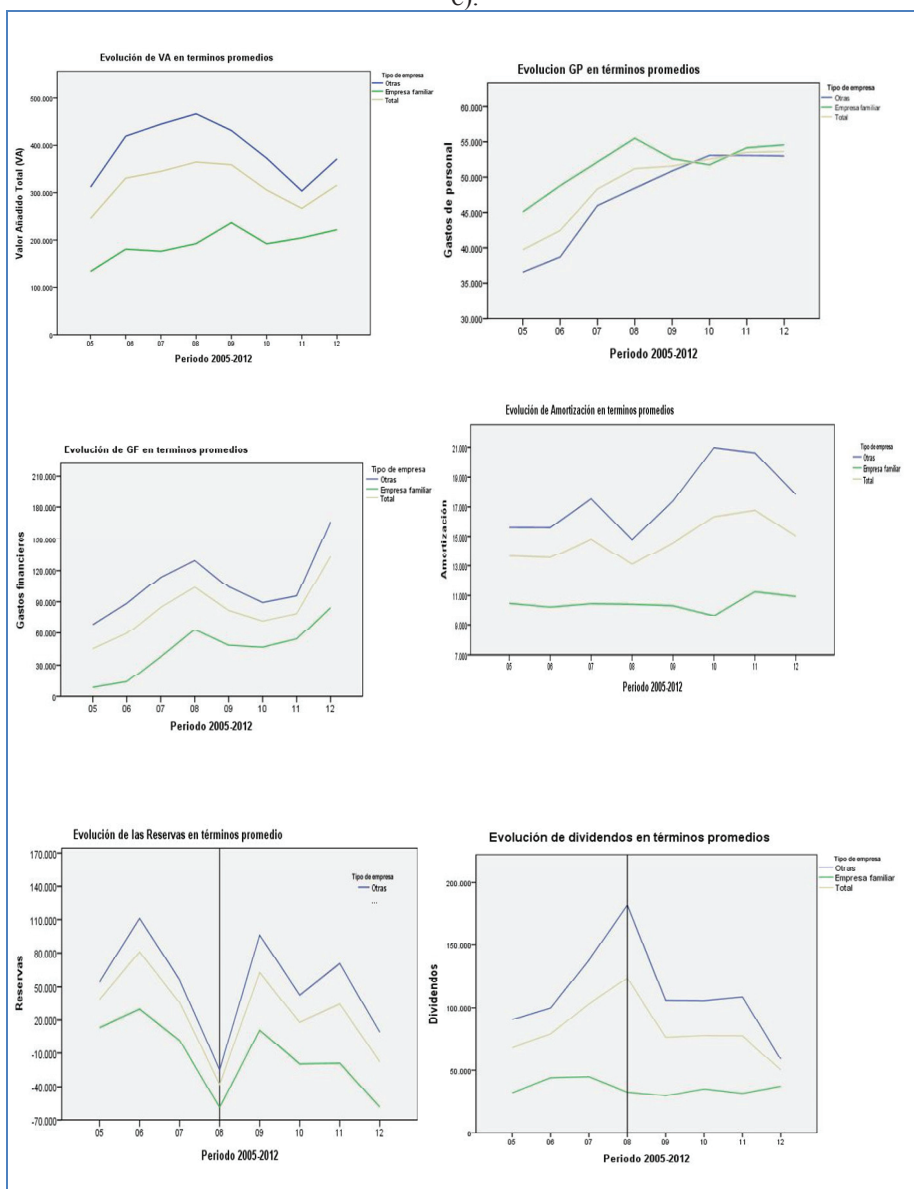 c).
Evolución de VA en terminos promedios
Tipo de empresa
Otras
Empresa familiar
Total
Valor Añadido Total (VA)
500.000
400.000
300.000
200.000
100.000
0
05 06 07 08 09 10 11 12
Periodo 2005-2012
Evolucion GP en términos promedios
Tipo de empresa
Otras
Empresa familiar
Total
Gastos de personal
60.000
55.000
50.000
45.000
40.000
35.000
30.000
05 06 07 08 09 10 11 12
Periodo 2005-2012
Evolución de GF en terminos promedios
Tipo de empresa
Otras
Empresa familiar
Total
Gastos financieres
210.000
180.000
150.000
120.000
90.000
60.000
30.000
0
05 06 07 08 09 10 11 12
Periodo 2005-2012
Evolución de Amortización en terminos promedios
Tipo de empresa
Otras
Empresa familiar
Total
Amortización
21.000
19.000
17.000
15.000
13.000
11.000
9.000
7.000
05 06 07 08 09 10 11 12
Periodo 2005-2012
Evolución de las Reservas en términos promedio
Tipo de empresa
Otras
...
Reservas
170.000
140.000
110.000
80.000
50.000
20.000
-10.000
-40.000
-70.000
05 06 07 08 09 10 11 12
Periodo 2005-2012
Evolución de dividendos en términos promedios
Tipo de empresa
Empresa familiar
Total
Dividendos
200.000
150.000
100.000
50.000
0
05 06 07 08 09 10 11 12
Periodo 2005-2012